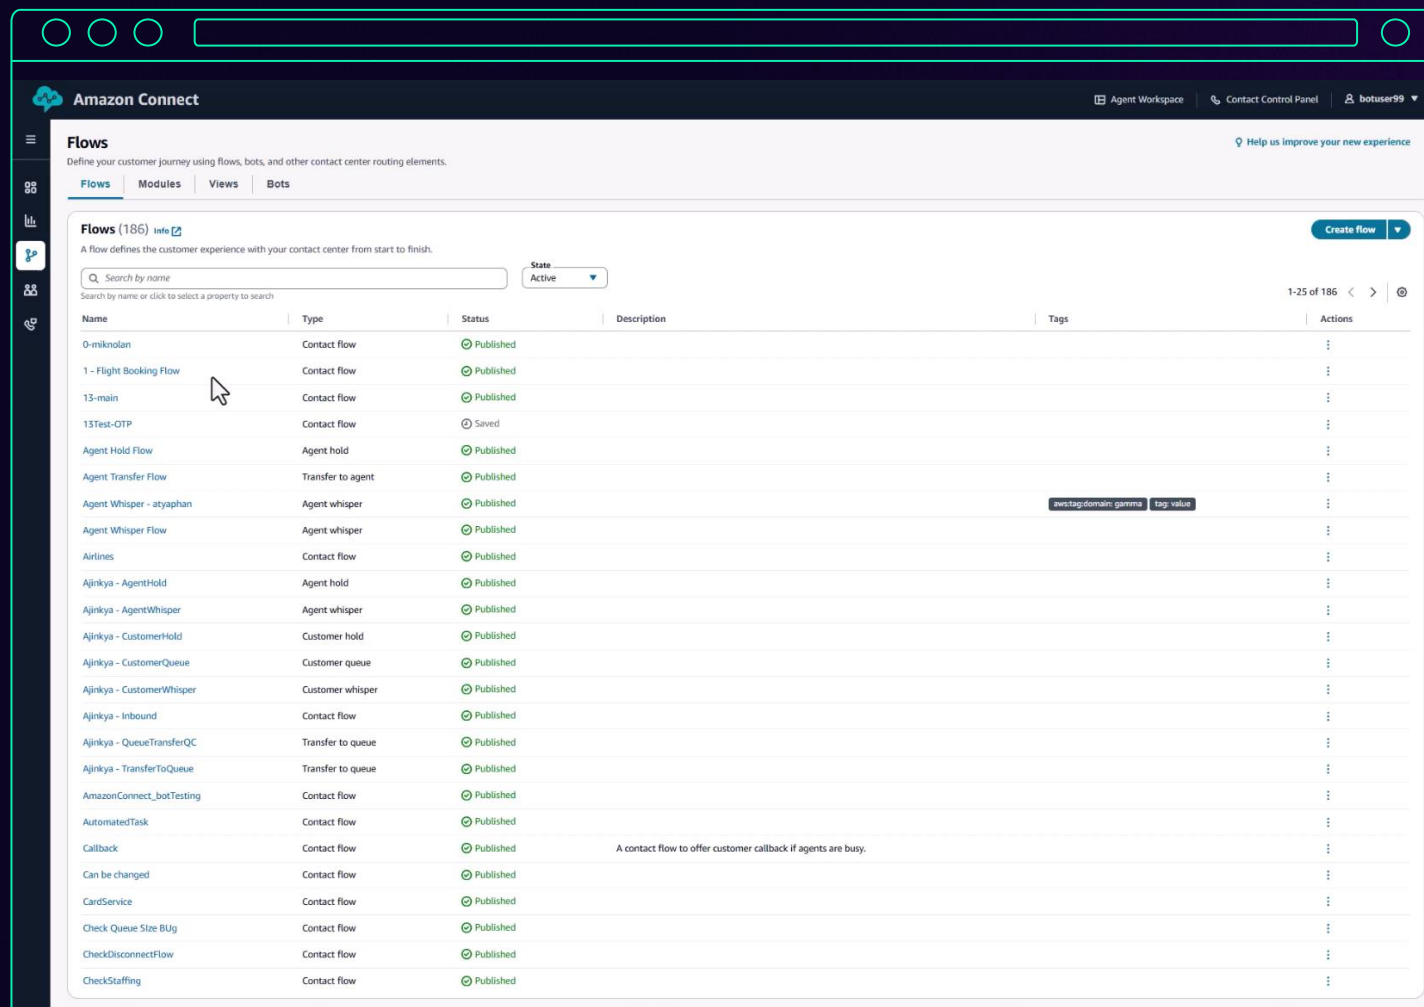 Amazon Connect
Agent Workspace Contact Control Panel botuser99
Flows
Help us improve your new experience
Define your customer journey using flows, bots, and other contact center routing elements.
Flows Modules Views Bots
Flows (186) Info
Create flow
A flow defines the customer experience with your contact center from start to finish.
Search by name
State
Active
Search by name or click to select a property to search
1-25 of 186
Name Type Status Description Tags Actions
0-miknolan Contact flow Published
1 - Flight Booking Flow Contact flow Published
13-main Contact flow Published
13Test-OTP Contact flow Saved
Agent Hold Flow Agent hold Published
Agent Transfer Flow Transfer to agent Published
Agent Whisper - atyaphan Agent whisper Published aws:tag:domain: gamma tag: value
Agent Whisper Flow Agent whisper Published
Airlines Contact flow Published
Ajinkya - AgentHold Agent hold Published
Ajinkya - AgentWhisper Agent whisper Published
Ajinkya - CustomerHold Customer hold Published
Ajinkya - CustomerQueue Customer queue Published
Ajinkya - CustomerWhisper Customer whisper Published
Ajinkya - Inbound Contact flow Published
Ajinkya - QueueTransferQC Transfer to queue Published
Ajinkya - TransferToQueue Transfer to queue Published
AmazonConnect_botTesting Contact flow Published
AutomatedTask Contact flow Published
Callback Contact flow Published A contact flow to offer customer callback if agents are busy.
Can be changed Contact flow Published
CardService Contact flow Published
Check Queue SIze BUg Contact flow Published
CheckDisconnectFlow Contact flow Published
CheckStaffing Contact flow Published